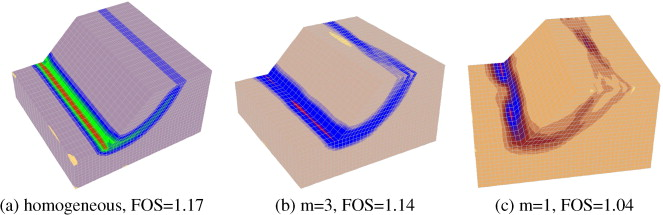 (a) homogeneous, FOS=1.17
(b) m=3, FOS=1.14
(c) m=1, FOS=1.04